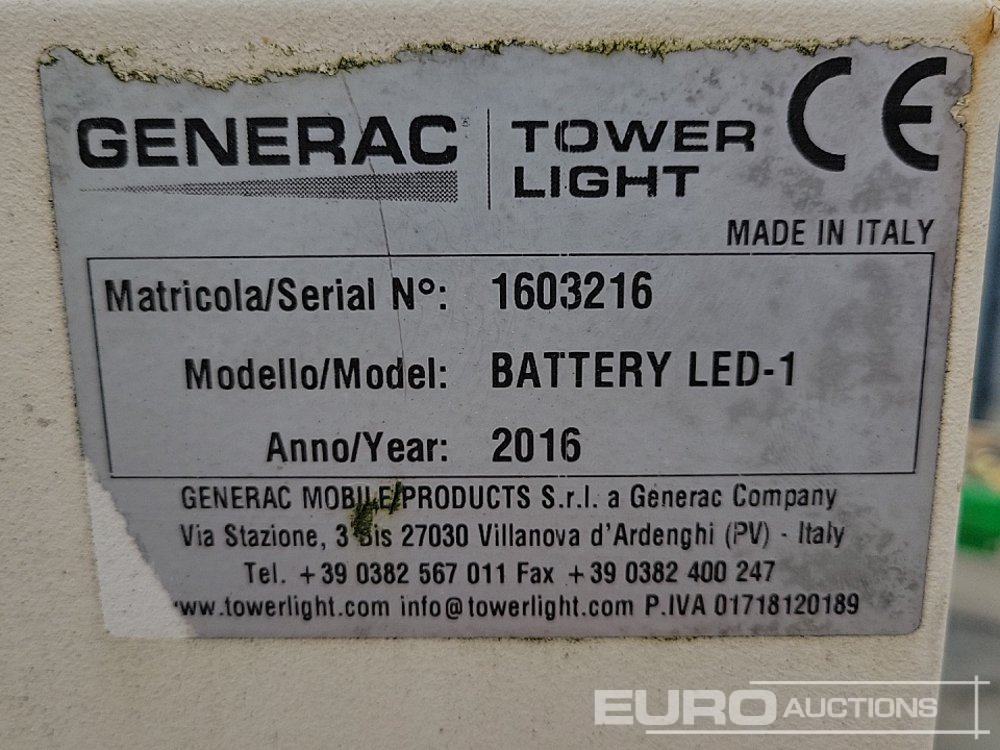 GENERAC
TOWER
LIGHT
CE
MADE IN ITALY
Matricola/Serial N°: 1603216
Modello/Model: BATTERY LED-1
Anno/Year: 2016
GENERAC MOBILE PRODUCTS S.r.l. a Generac Company
Via Stazione, 3 Bis 27030 Villanova d'Ardenghi (PV) - Italy
Tel. +39 0382 567 011 Fax +39 0382 400 247
www.towerlight.com info@towerlight.com P.IVA 01718120189
EURO AUCTIONS